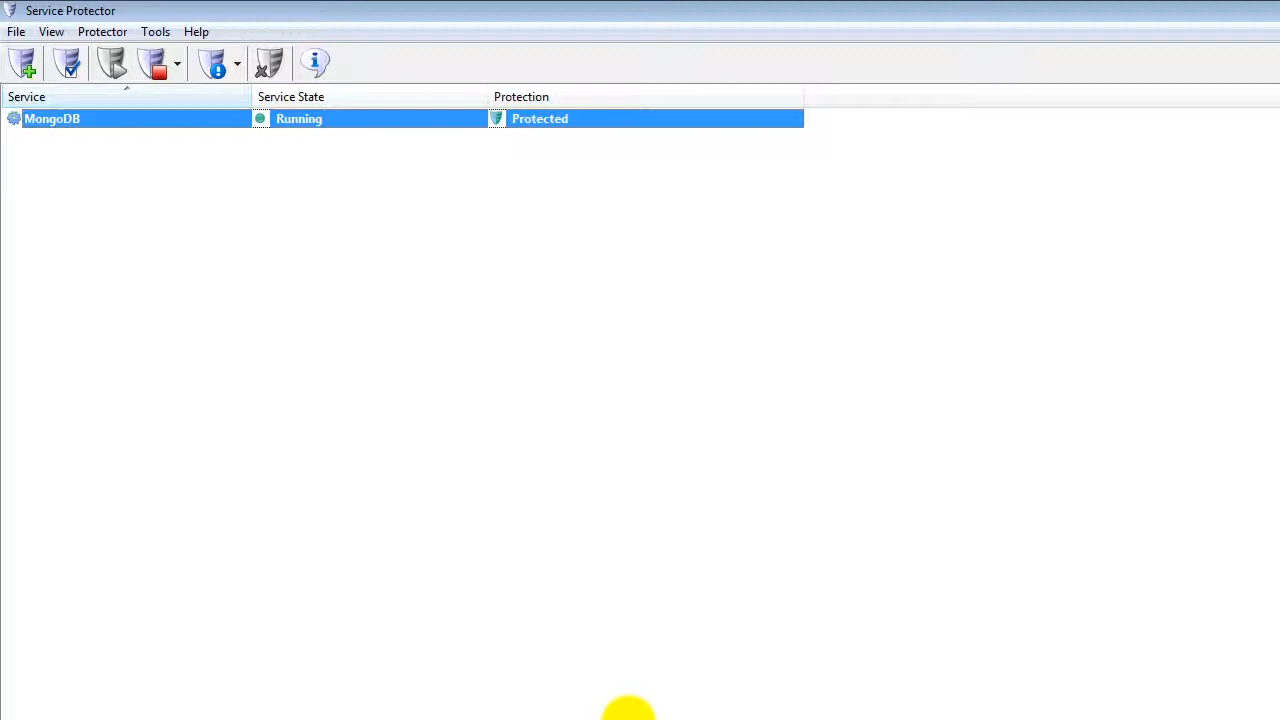 Service Protector
File View Protector Tools Help
Service Service State Protection
MongoDB Running Protected